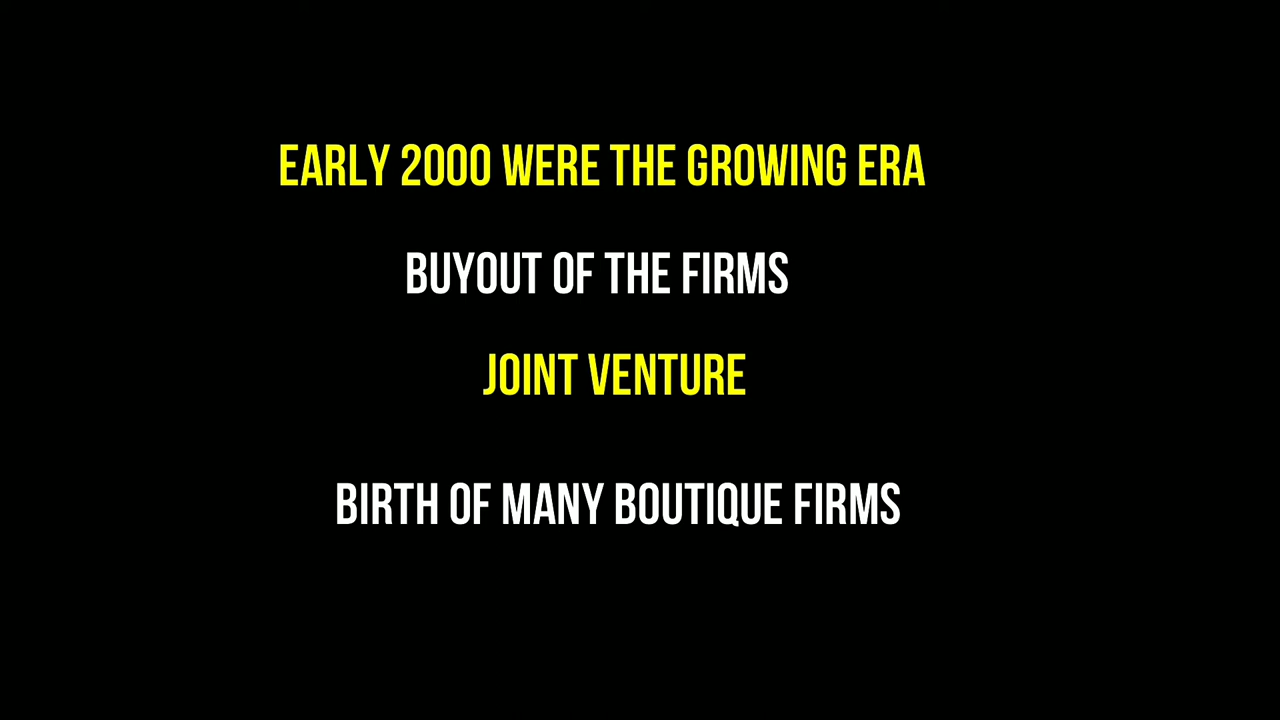 EARLY 2000 WERE THE GROWING ERA
BUYOUT OF THE FIRMS
JOINT VENTURE
BIRTH OF MANY BOUTIQUE FIRMS